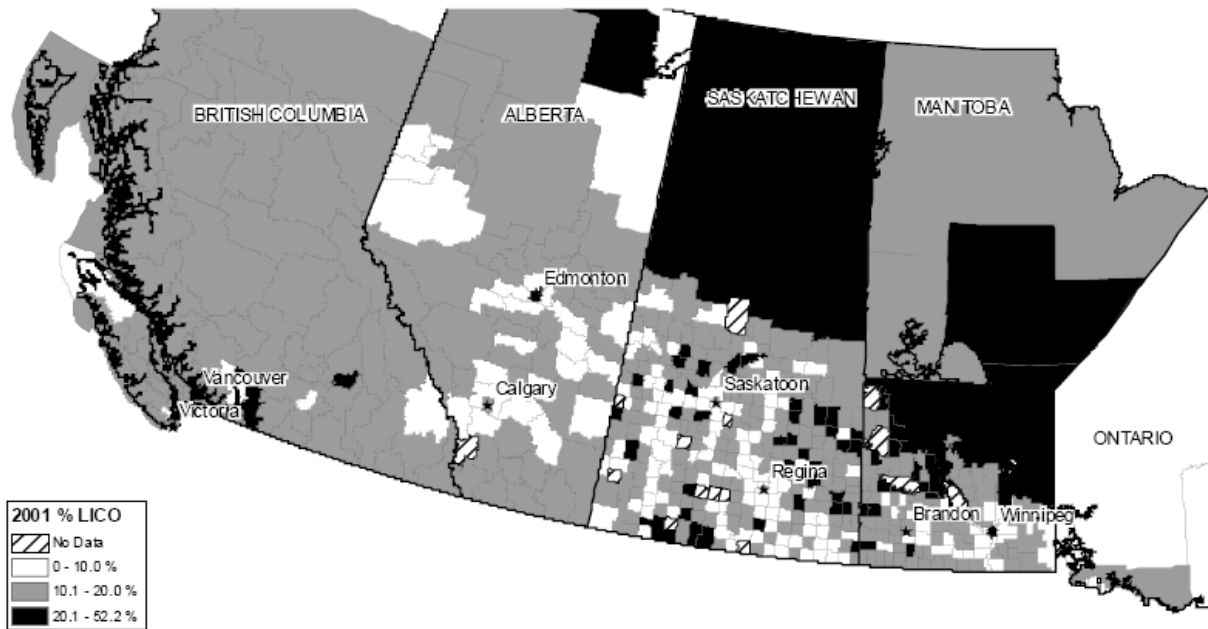 BRITISH COLUMBIA
ALBERTA
SASKATCHEWAN
MANITOBA
Edmonton
Vancouver
Victoria
Calgary
Saskatoon
Regina
Brandon
Winnipeg
ONTARIO
2001 % LICO
No Data
0 - 10.0 %
10.1 - 20.0 %
20.1 - 52.2 %